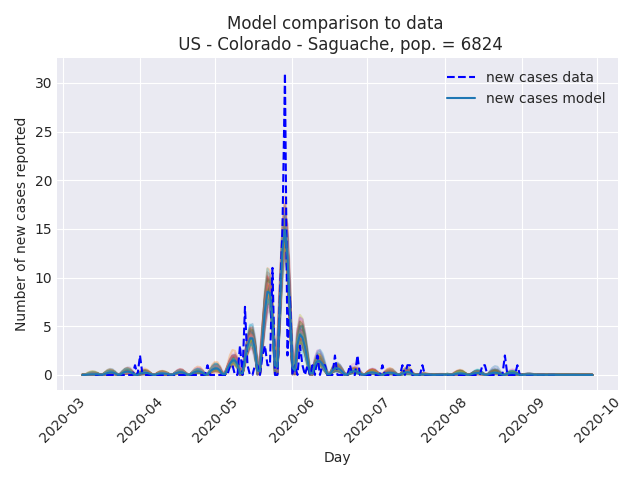 Model comparison to data
US - Colorado - Saguache, pop. = 6824
new cases data
new cases model
Number of new cases reported
30
25
20
15
10
5
0
2020-03
2020-04
2020-05
2020-06
2020-07
2020-08
2020-09
2020-10
Day